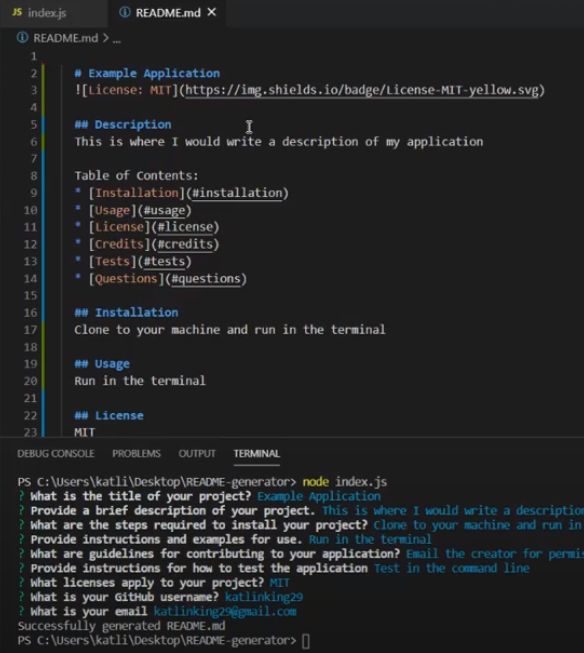 JS index.js
README.md ×
README.md > ...
1
2 # Example Application
3 ![License: MIT](https://img.shields.io/badge/License-MIT-yellow.svg)
4
5 ## Description
6 This is where I would write a description of my application
7
8 Table of Contents:
9 * [Installation](#installation)
10 * [Usage](#usage)
11 * [License](#license)
12 * [Credits](#credits)
13 * [Tests](#tests)
14 * [Questions](#questions)
15
16 ## Installation
17 Clone to your machine and run in the terminal
18
19 ## Usage
20 Run in the terminal
21
22 ## License
23 MIT
DEBUG CONSOLE PROBLEMS OUTPUT TERMINAL
PS C:\Users\katli\Desktop\README-generator> node index.js
? What is the title of your project? Example Application
? Provide a brief description of your project. This is where I would write a description
? What are the steps required to install your project? Clone to your machine and run in
? Provide instructions and examples for use. Run in the terminal
? What are guidelines for contributing to your application? Email the creator for permis
? Provide instructions for how to test the application Test in the command line
? What licenses apply to your project? MIT
? What is your GitHub username? katlinking29
? What is your email katlinking29@gmail.com
Successfully generated README.md
PS C:\Users\katli\Desktop\README-generator>